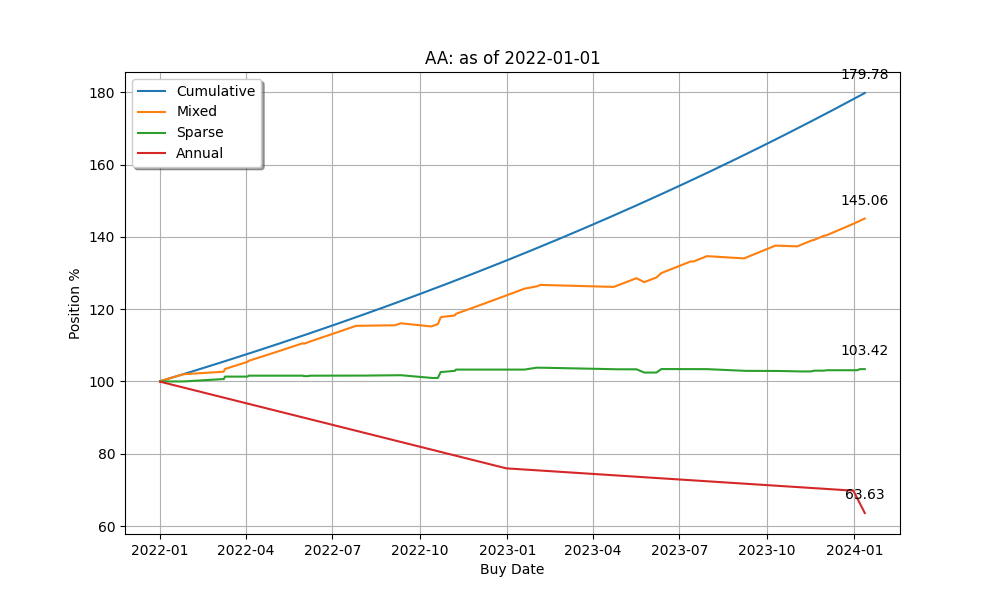 AA: as of 2022-01-01
Cumulative
Mixed
Sparse
Annual
179.78
145.06
103.42
63.63
Position %
180
160
140
120
100
80
60
2022-01 2022-04 2022-07 2022-10 2023-01 2023-04 2023-07 2023-10 2024-01
Buy Date